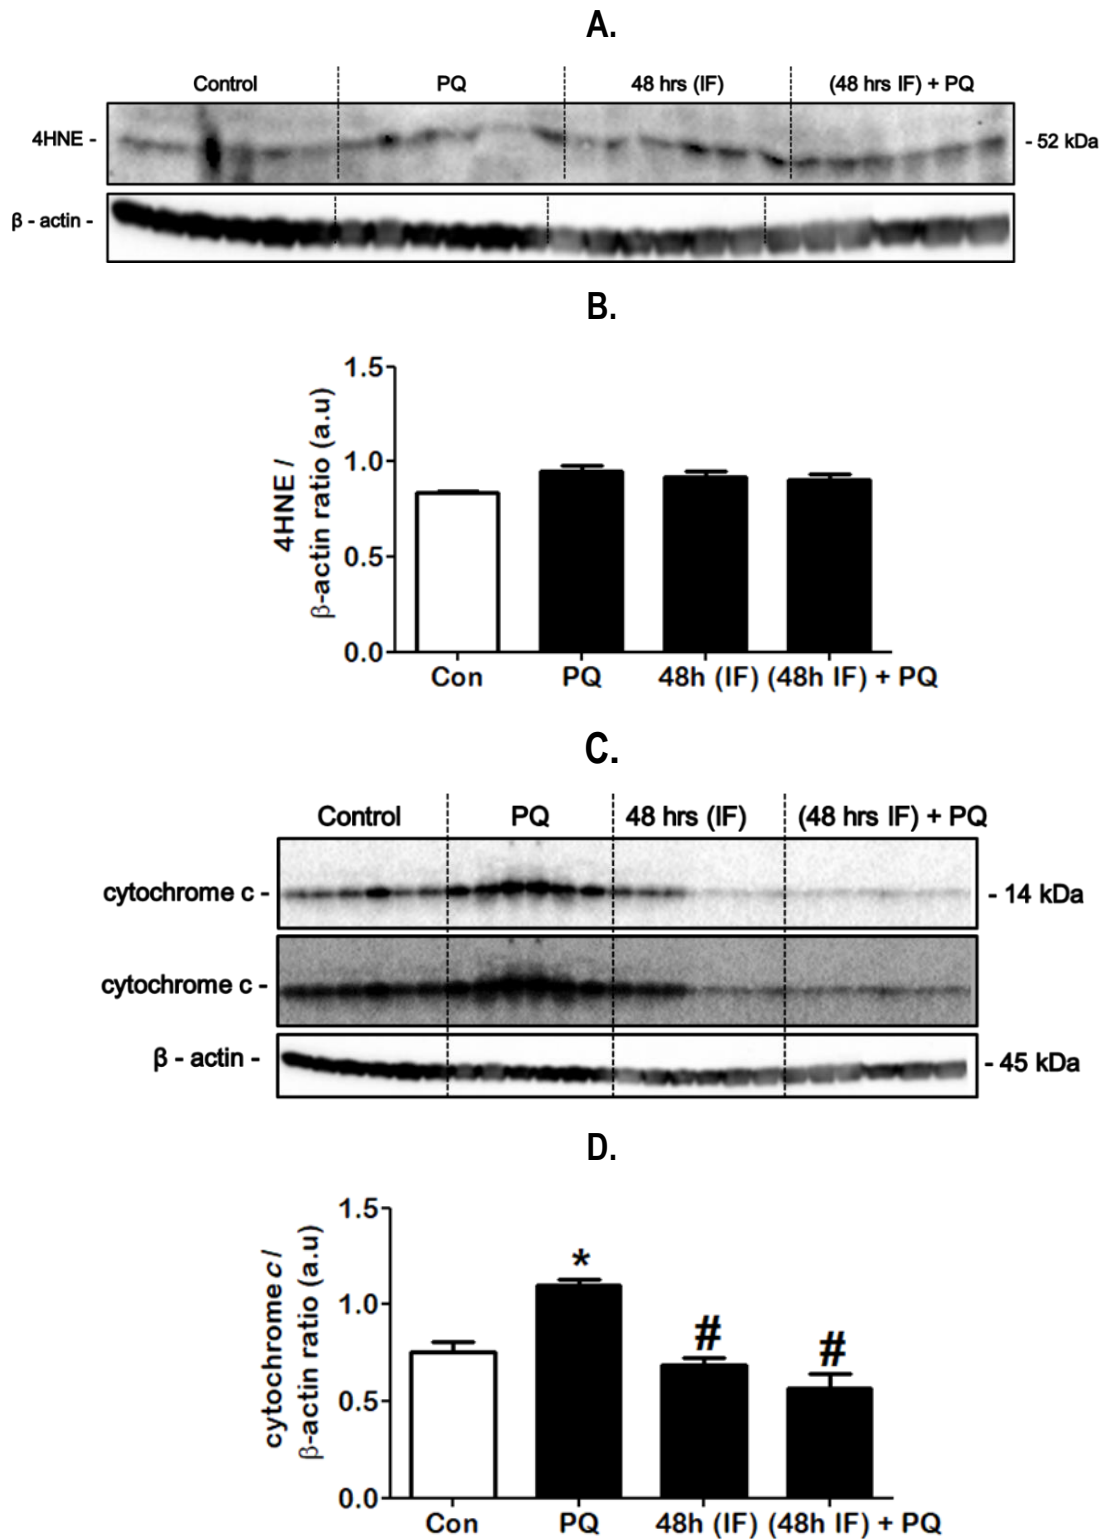 A.
Control PQ 48 hrs (IF) (48 hrs IF) + PQ
4HNE - - 52 kDa
β - actin -
B.
4HNE /
β-actin ratio (a.u)
1.5
1.0
0.5
0.0
Con PQ 48h (IF) (48h IF) + PQ
C.
Control PQ 48 hrs (IF) (48 hrs IF) + PQ
cytochrome c - - 14 kDa
cytochrome c -
β - actin - - 45 kDa
D.
cytochrome c /
β-actin ratio (a.u)
1.5
1.0
0.5
0.0
*
#
#
Con PQ 48h (IF) (48h IF) + PQ